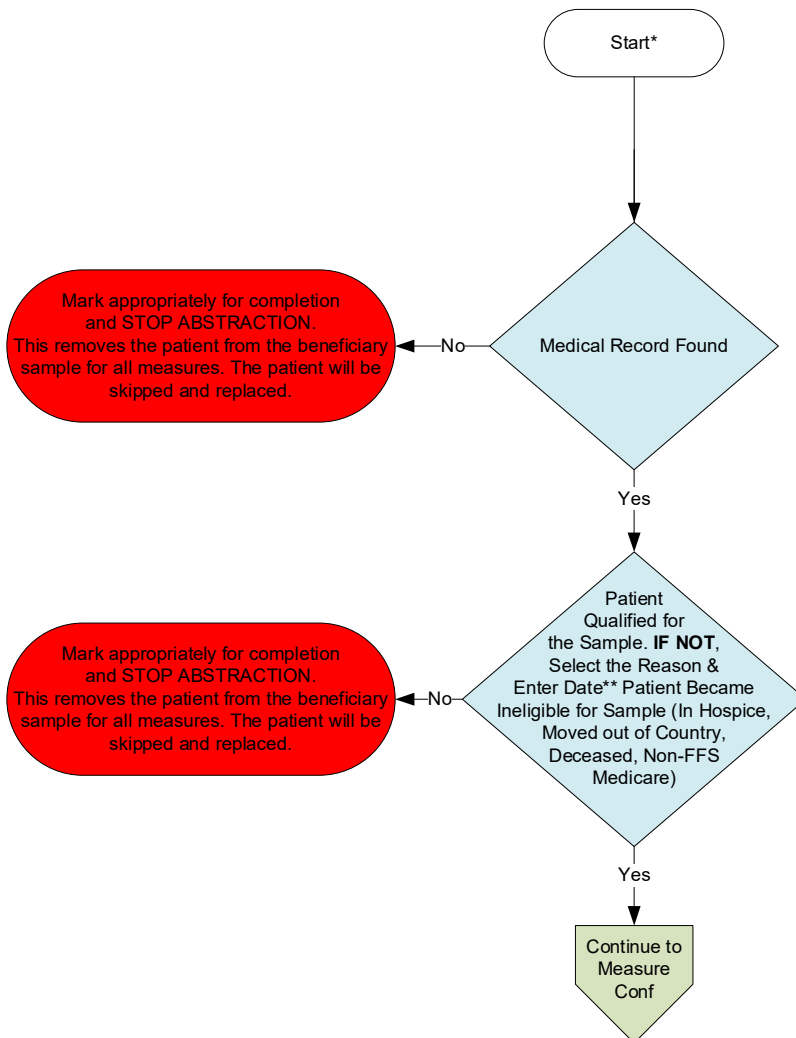 Start*
Mark appropriately for completion
and STOP ABSTRACTION.
This removes the patient from the beneficiary
sample for all measures. The patient will be
skipped and replaced.
No
Medical Record Found
Yes
Mark appropriately for completion
and STOP ABSTRACTION.
This removes the patient from the beneficiary
sample for all measures. The patient will be
skipped and replaced.
No
Patient
Qualified for
the Sample. IF NOT,
Select the Reason &
Enter Date** Patient Became
Ineligible for Sample (In Hospice,
Moved out of Country,
Deceased, Non-FFS
Medicare)
Yes
Continue to
Measure
Conf